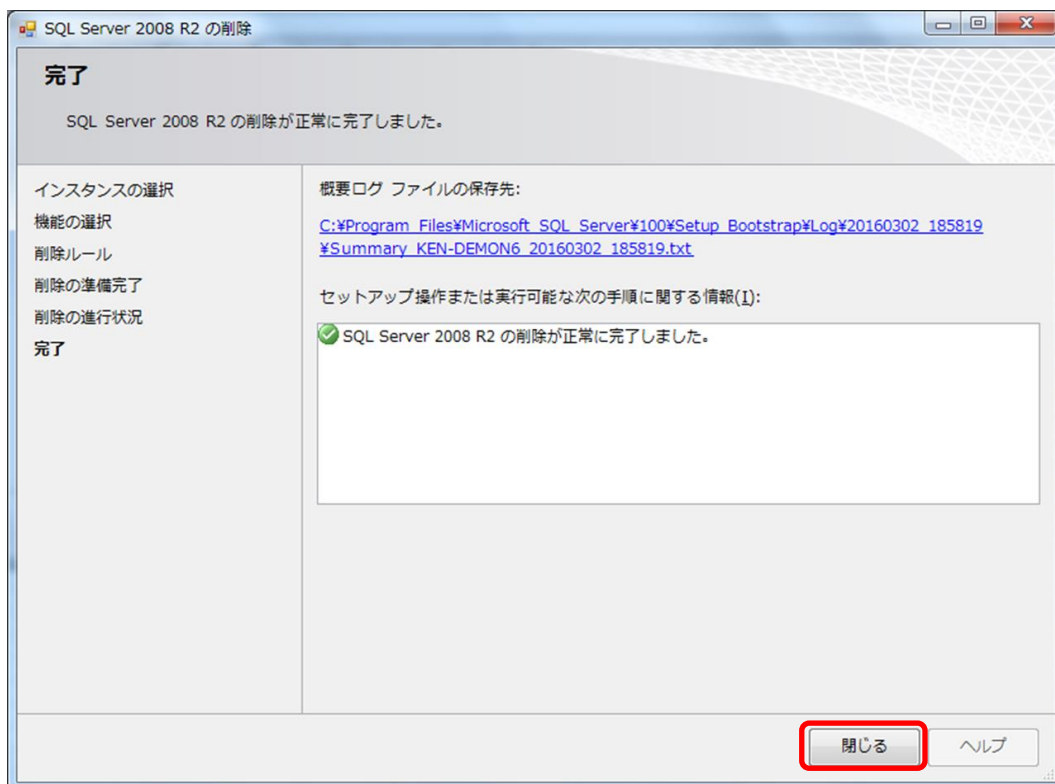 SQL Server 2008 R2 の削除
完了
SQL Server 2008 R2 の削除が正常に完了しました。
インスタンスの選択
機能の選択
削除ルール
削除の準備完了
削除の進行状況
完了
概要ログ ファイルの保存先:
C:¥Program Files¥Microsoft SQL Server¥100¥Setup Bootstrap¥Log¥20160302_185819
¥Summary_KEN-DEMON6_20160302_185819.txt
セットアップ操作または実行可能な次の手順に関する情報(I):
SQL Server 2008 R2 の削除が正常に完了しました。
閉じる
ヘルプ